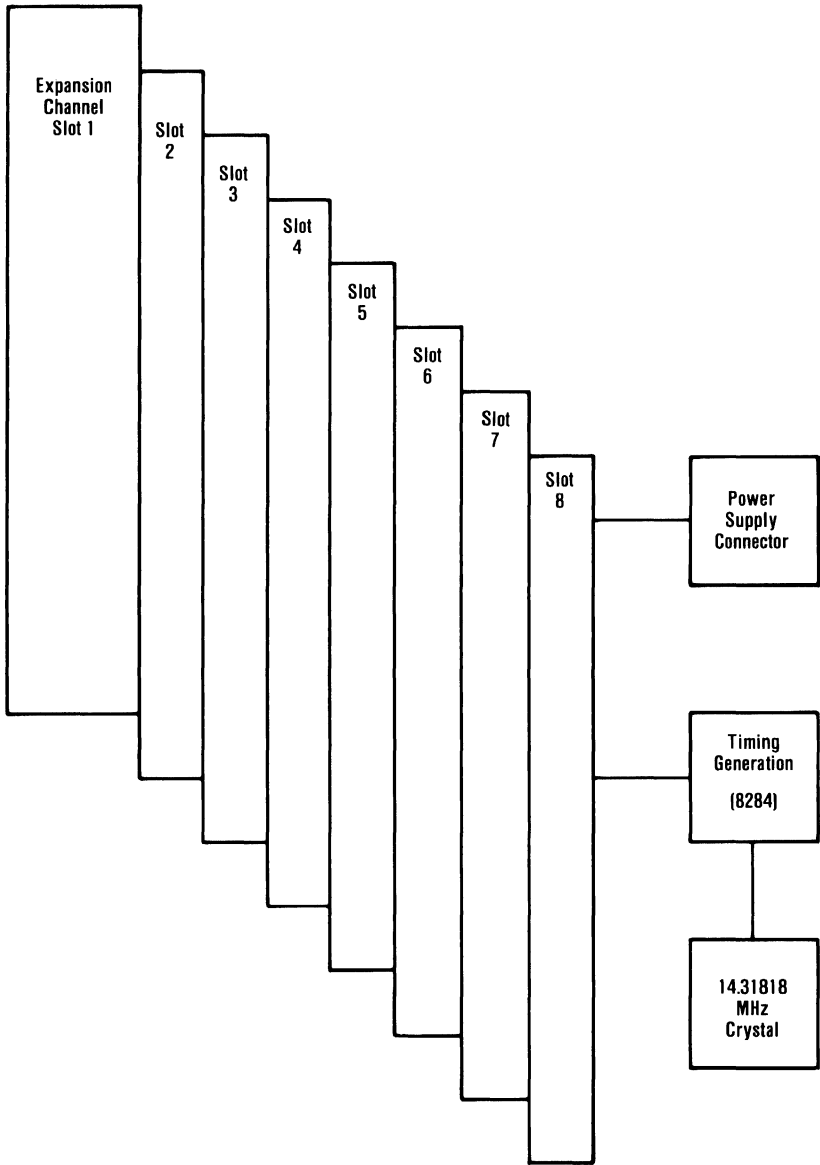 Expansion
Channel
Slot 1
Slot
2
Slot
3
Slot
4
Slot
5
Slot
6
Slot
7
Slot
8
Power
Supply
Connector
Timing
Generation
(8284)
14.31818
MHz
Crystal